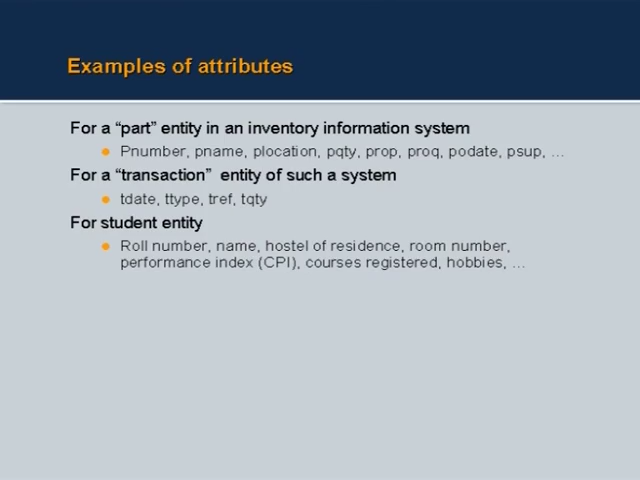 Examples of attributes
For a “part” entity in an inventory information system
Pnumber, pname, plocation, pqty, prop, proq, podate, psup, …
For a “transaction” entity of such a system
tdate, ttype, tref, tqty
For student entity
Roll number, name, hostel of residence, room number,
performance index (CPI), courses registered, hobbies, …